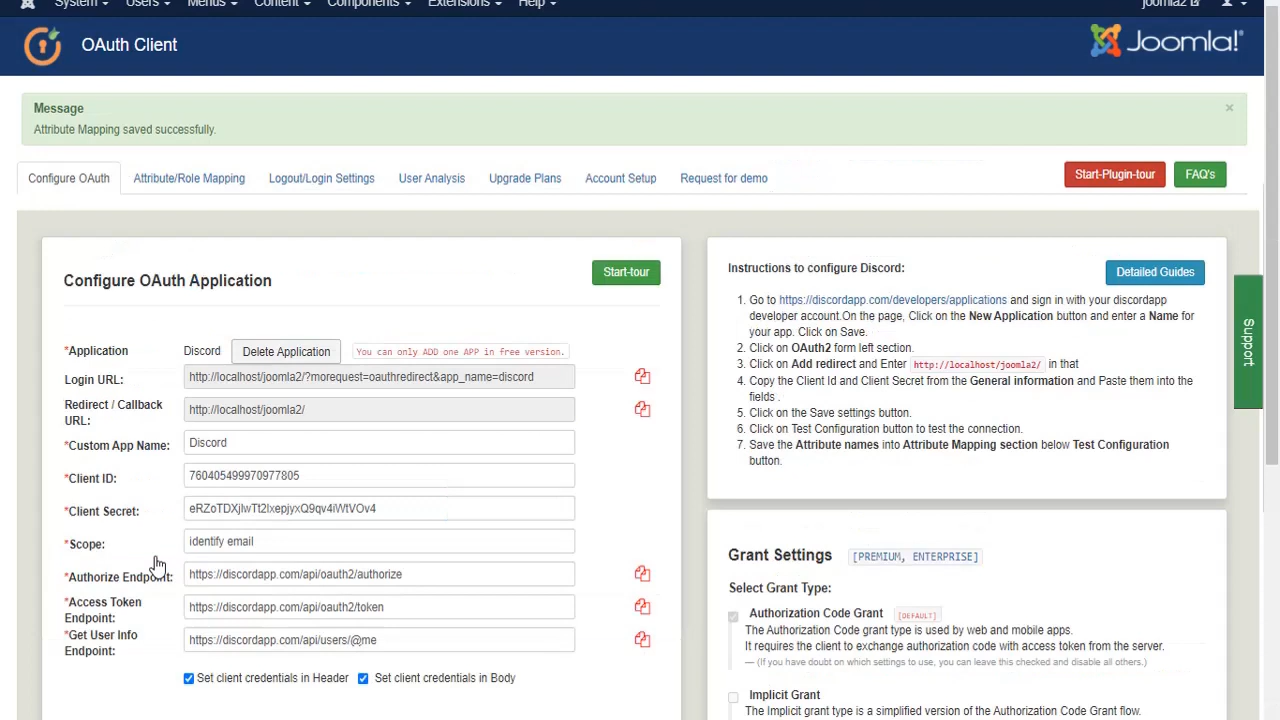 System Users Menus Content Components Extensions Help joomla2
OAuth Client Joomla!
Message ×
Attribute Mapping saved successfully.
Configure OAuth Attribute/Role Mapping Logout/Login Settings User Analysis Upgrade Plans Account Setup Request for demo Start-Plugin-tour FAQ's
Configure OAuth Application Start-tour
*Application Discord Delete Application You can only ADD one APP in free version.
Login URL: http://localhost/joomla2/?morequest=oauthredirect&app_name=discord
Redirect / Callback
URL: http://localhost/joomla2/
*Custom App Name: Discord
*Client ID: 760405499970977805
*Client Secret:
*Scope: identify email
*Authorize Endpoint: https://discordapp.com/api/oauth2/authorize
*Access Token
Endpoint: https://discordapp.com/api/oauth2/token
*Get User Info
Endpoint: https://discordapp.com/api/users/@me
Set client credentials in Header Set client credentials in Body
Instructions to configure Discord: Detailed Guides
1. Go to https://discordapp.com/developers/applications and sign in with your discordapp
developer account.On the page, Click on the New Application button and enter a Name for
your app. Click on Save.
2. Click on OAuth2 form left section.
3. Click on Add redirect and Enter http://localhost/joomla2/ in that
4. Copy the Client Id and Client Secret from the General information and Paste them into the
fields .
5. Click on the Save settings button.
6. Click on Test Configuration button to test the connection.
7. Save the Attribute names into Attribute Mapping section below Test Configuration
button.
Support
Grant Settings [PREMIUM, ENTERPRISE]
Select Grant Type:
Authorization Code Grant [DEFAULT]
The Authorization Code grant type is used by web and mobile apps.
It requires the client to exchange authorization code with access token from the server.
— (If you have doubt on which settings to use, you can leave this checked and disable all others.)
Implicit Grant
The Implicit grant type is a simplified version of the Authorization Code Grant flow.